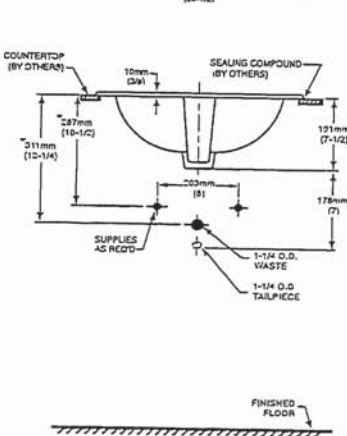 COUNTERTOP
(BY OTHERS)
10mm
(3/8)
SEALING COMPOUND
(BY OTHERS)
267mm
(10-1/2)
311mm
(12-1/4)
191mm
(7-1/2)
203mm
(8)
178mm
(7)
SUPPLIES
AS REQ'D
1-1/4 O.D.
WASTE
1-1/4 O.D
TAILPIECE
FINISHED
FLOOR